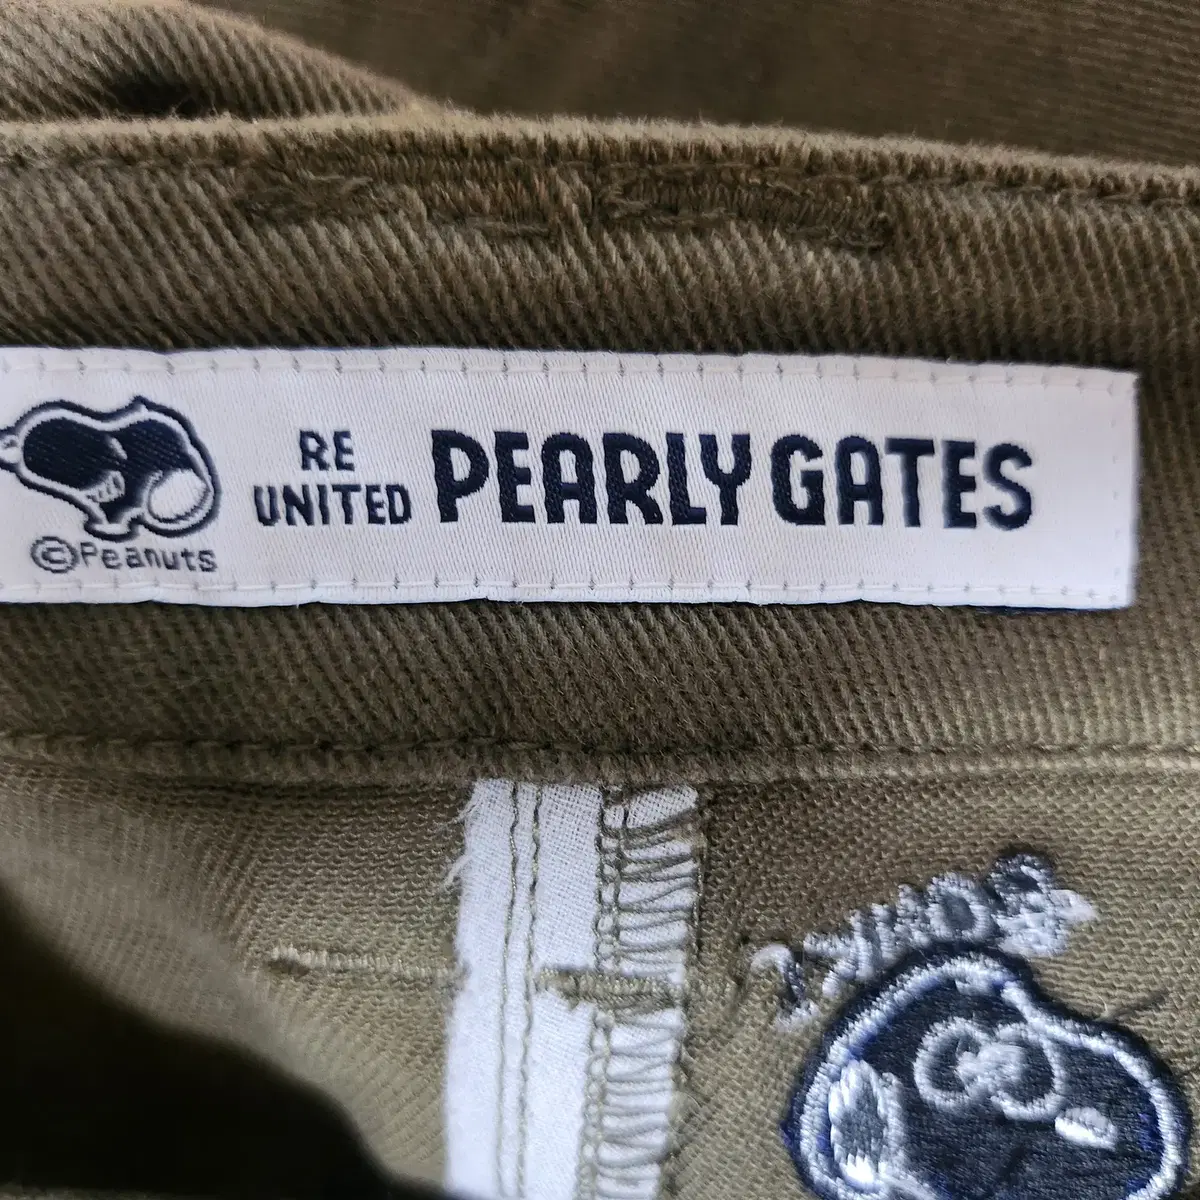 RE
UNITED
PEARLY GATES
©Peanuts